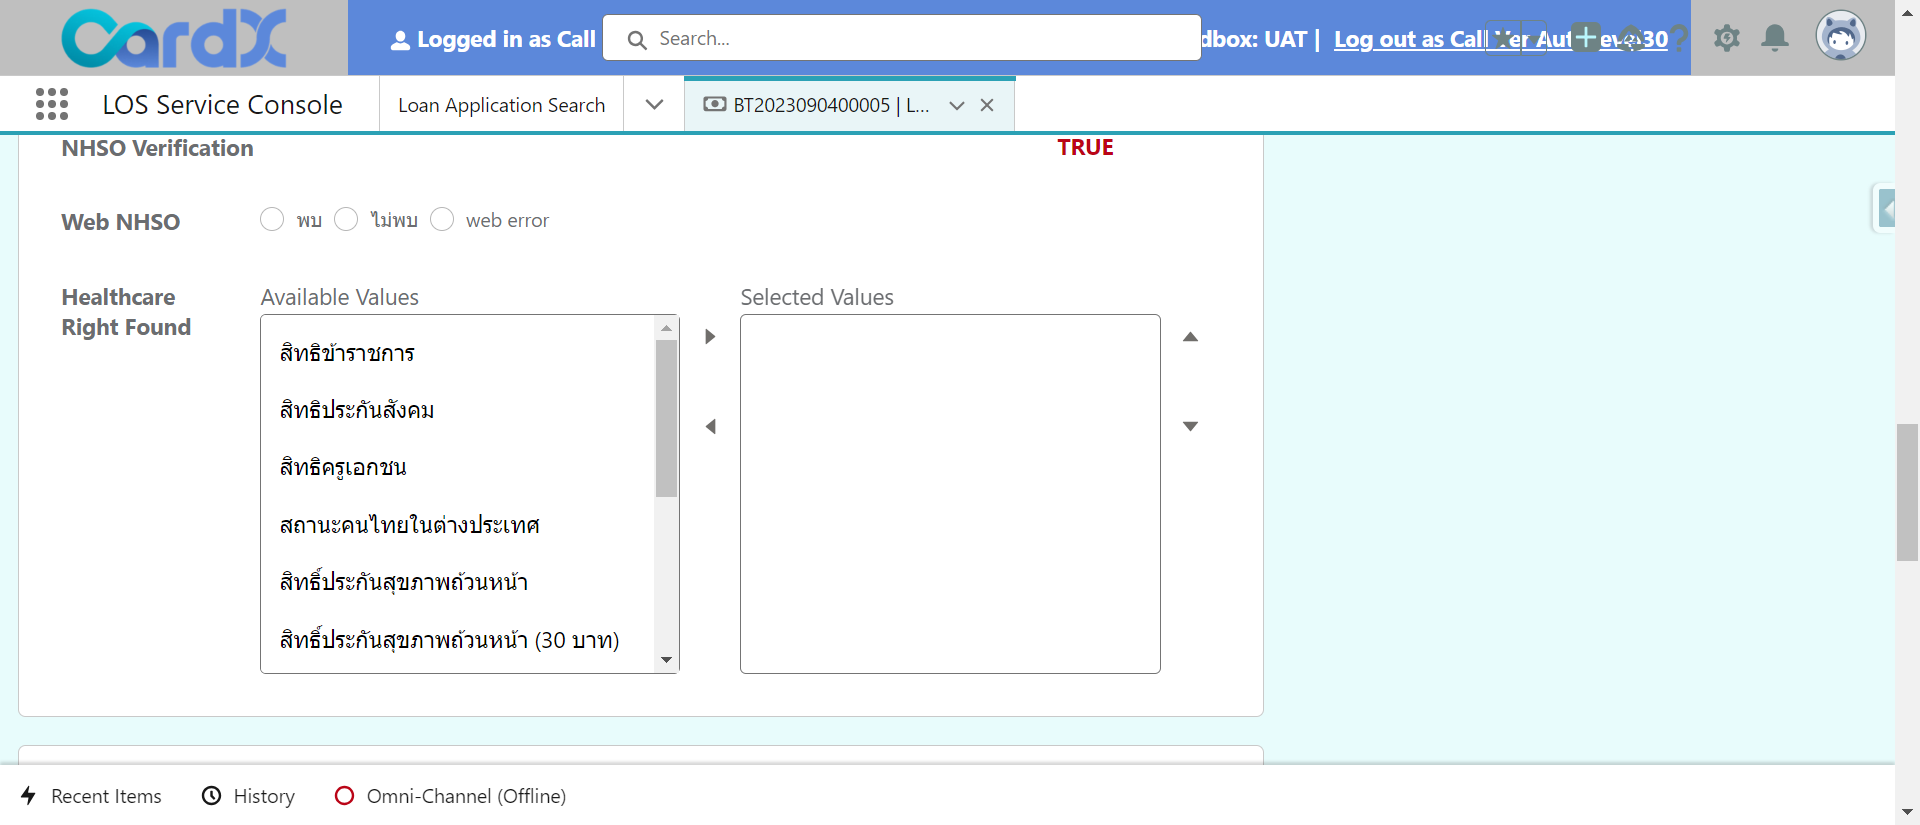 CardX
Logged in as Call
Search...
dbox: UAT |
Log out as Call Ver Aut
LOS Service Console
Loan Application Search
BT2023090400005 | L...
NHSO Verification
TRUE
Web NHSO
พบ
ไม่พบ
web error
Healthcare
Right Found
Available Values
Selected Values
สิทธิข้าราชการ
สิทธิประกันสังคม
สิทธิครูเอกชน
สถานะคนไทยในต่างประเทศ
สิทธิ์ประกันสุขภาพถ้วนหน้า
สิทธิ์ประกันสุขภาพถ้วนหน้า (30 บาท)
Recent Items
History
Omni-Channel (Offline)